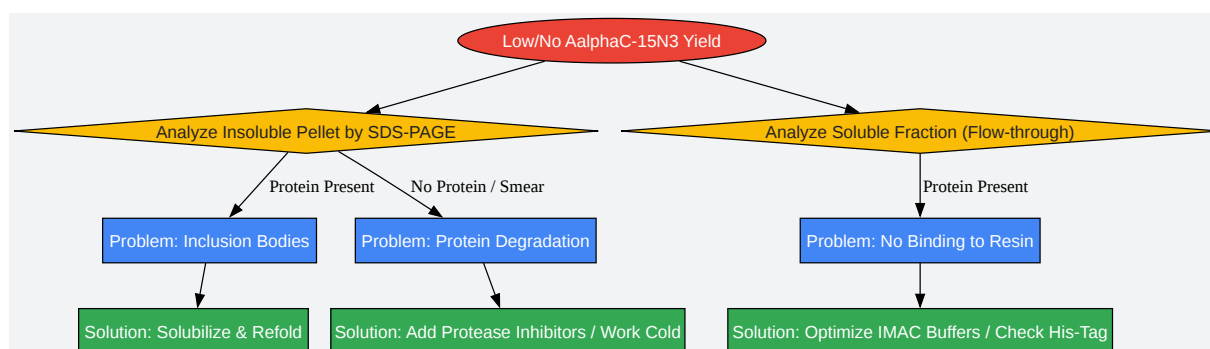 Low/No AalphaC-15N3 Yield
Analyze Insoluble Pellet by SDS-PAGE
Analyze Soluble Fraction (Flow-through)
Protein Present
No Protein / Smear
Protein Present
Problem: Inclusion Bodies
Problem: Protein Degradation
Problem: No Binding to Resin
Solution: Solubilize & Refold
Solution: Add Protease Inhibitors / Work Cold
Solution: Optimize IMAC Buffers / Check His-Tag